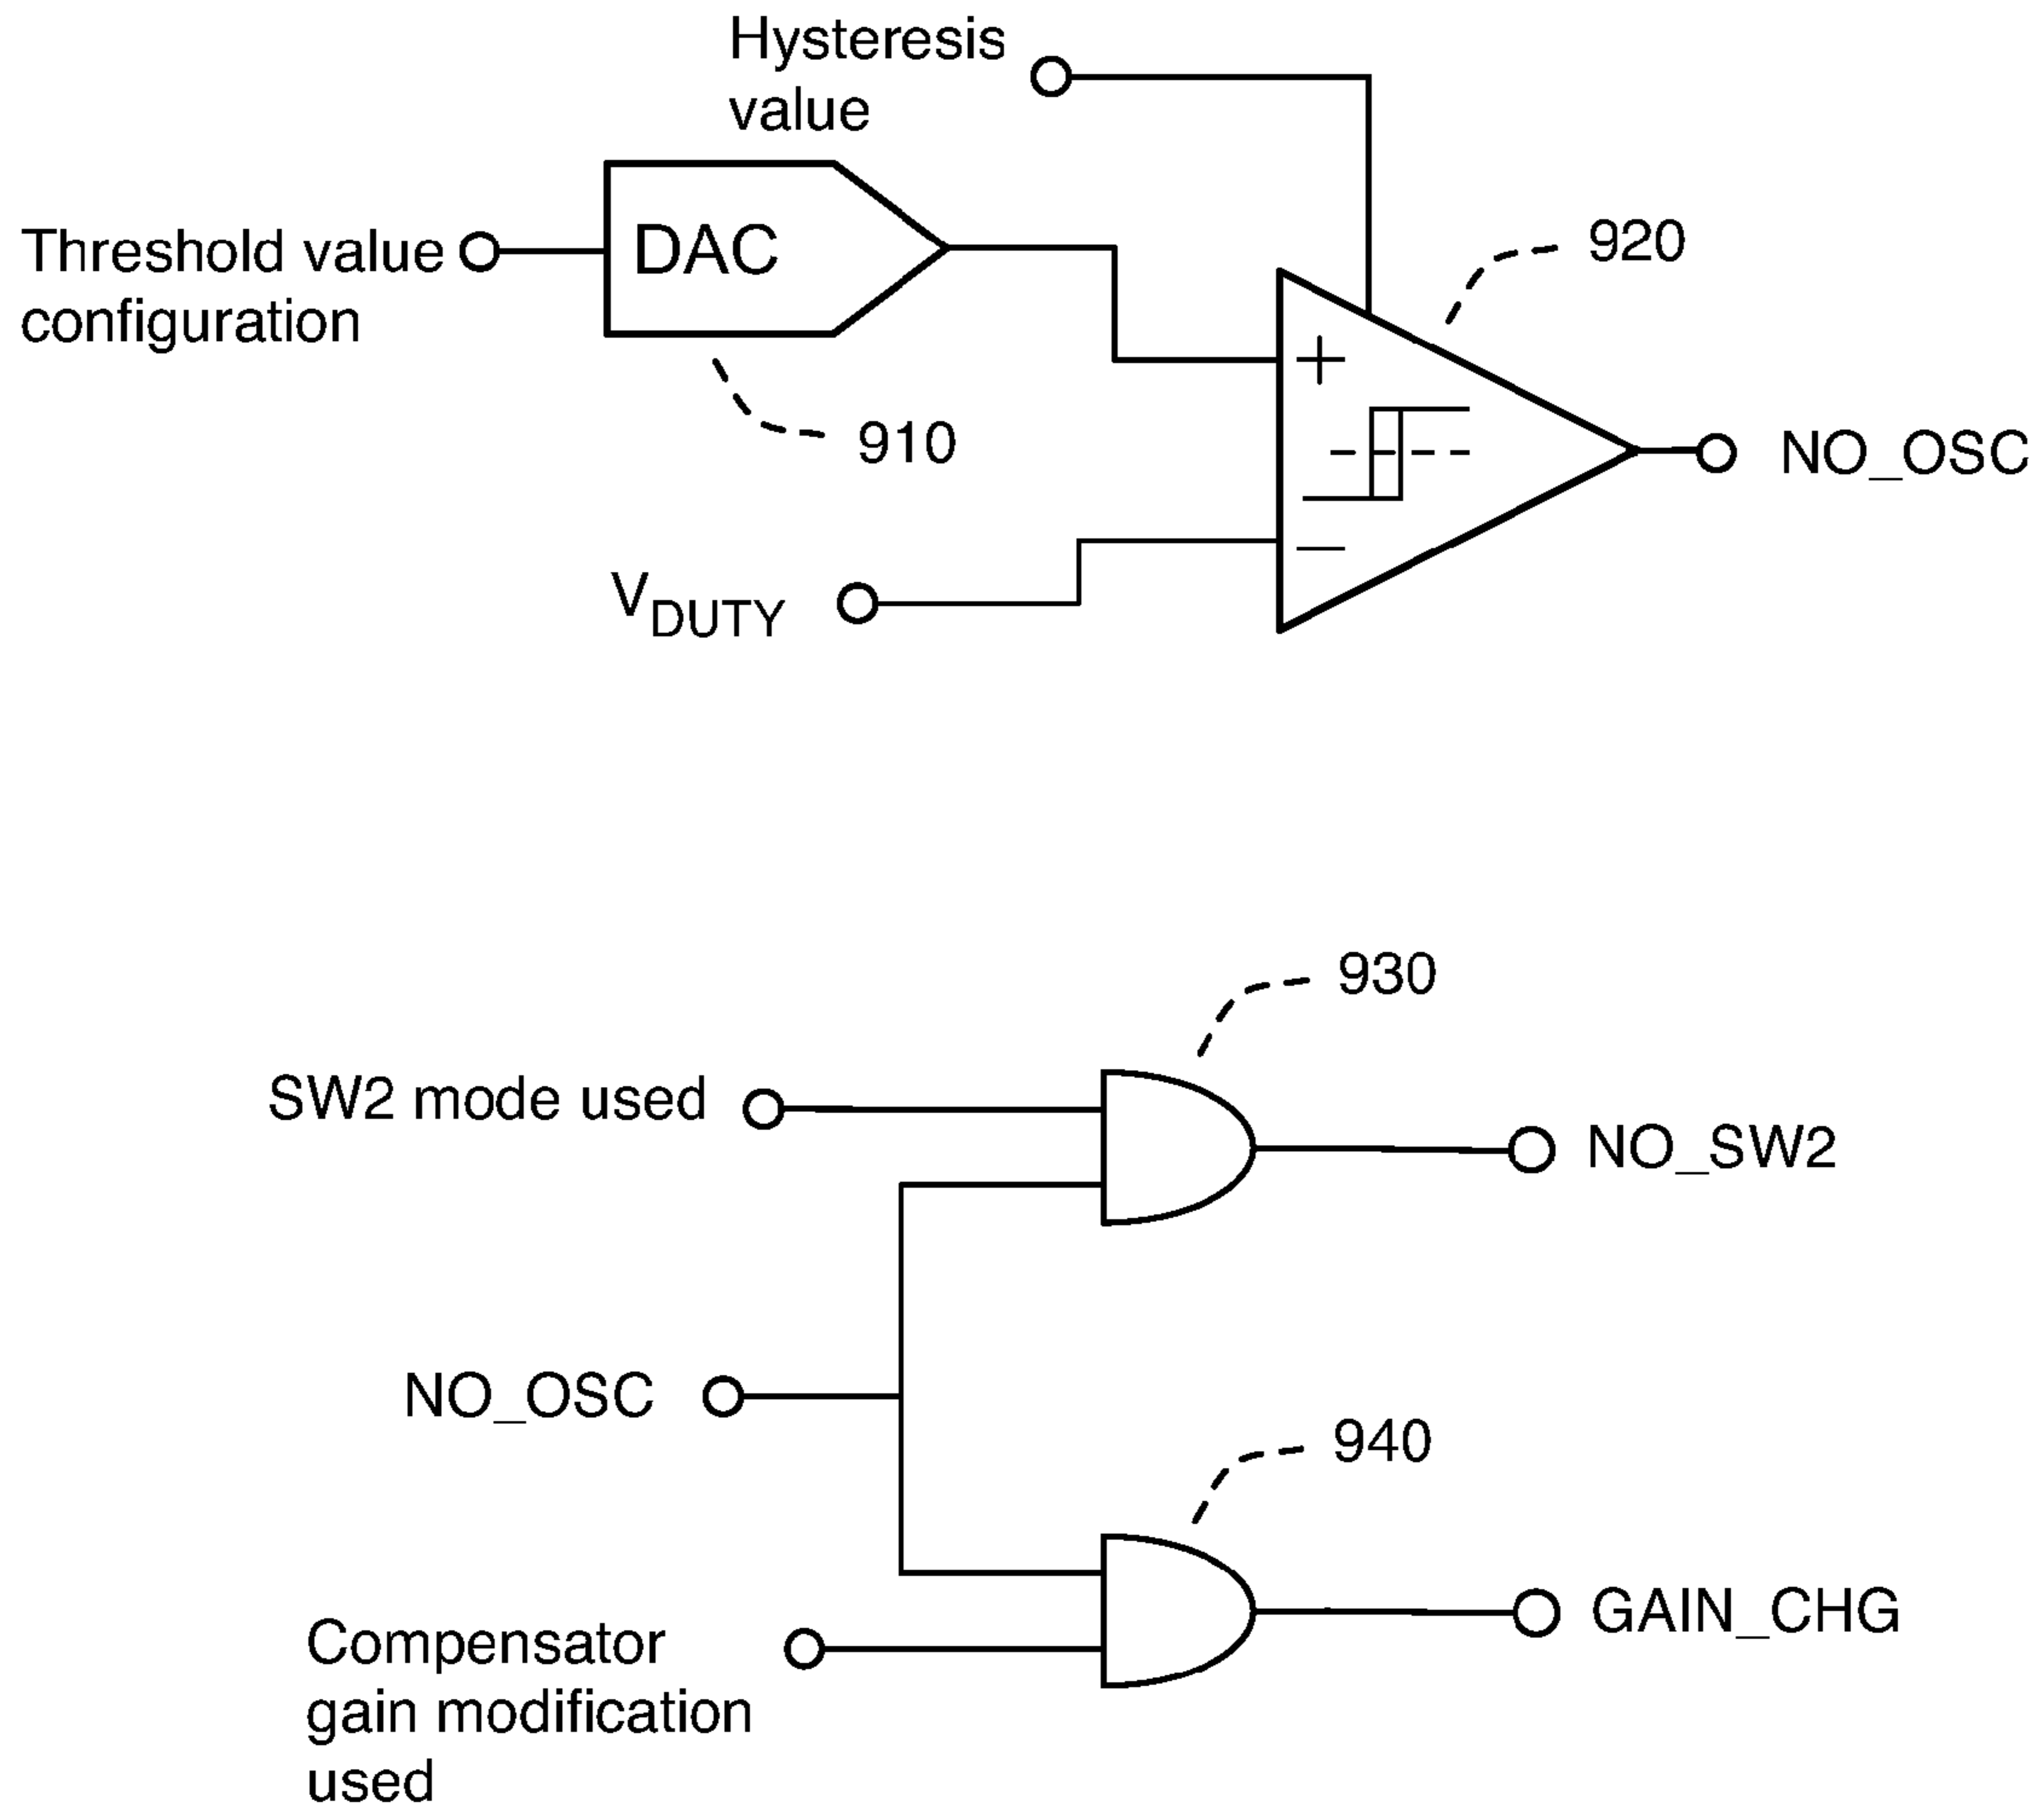 Hysteresis
value
Threshold value
configuration
DAC
920
910
+
NO_OSC
–
VDUTY
930
SW2 mode used
NO_SW2
NO_OSC
940
Compensator
gain modification
used
GAIN_CHG